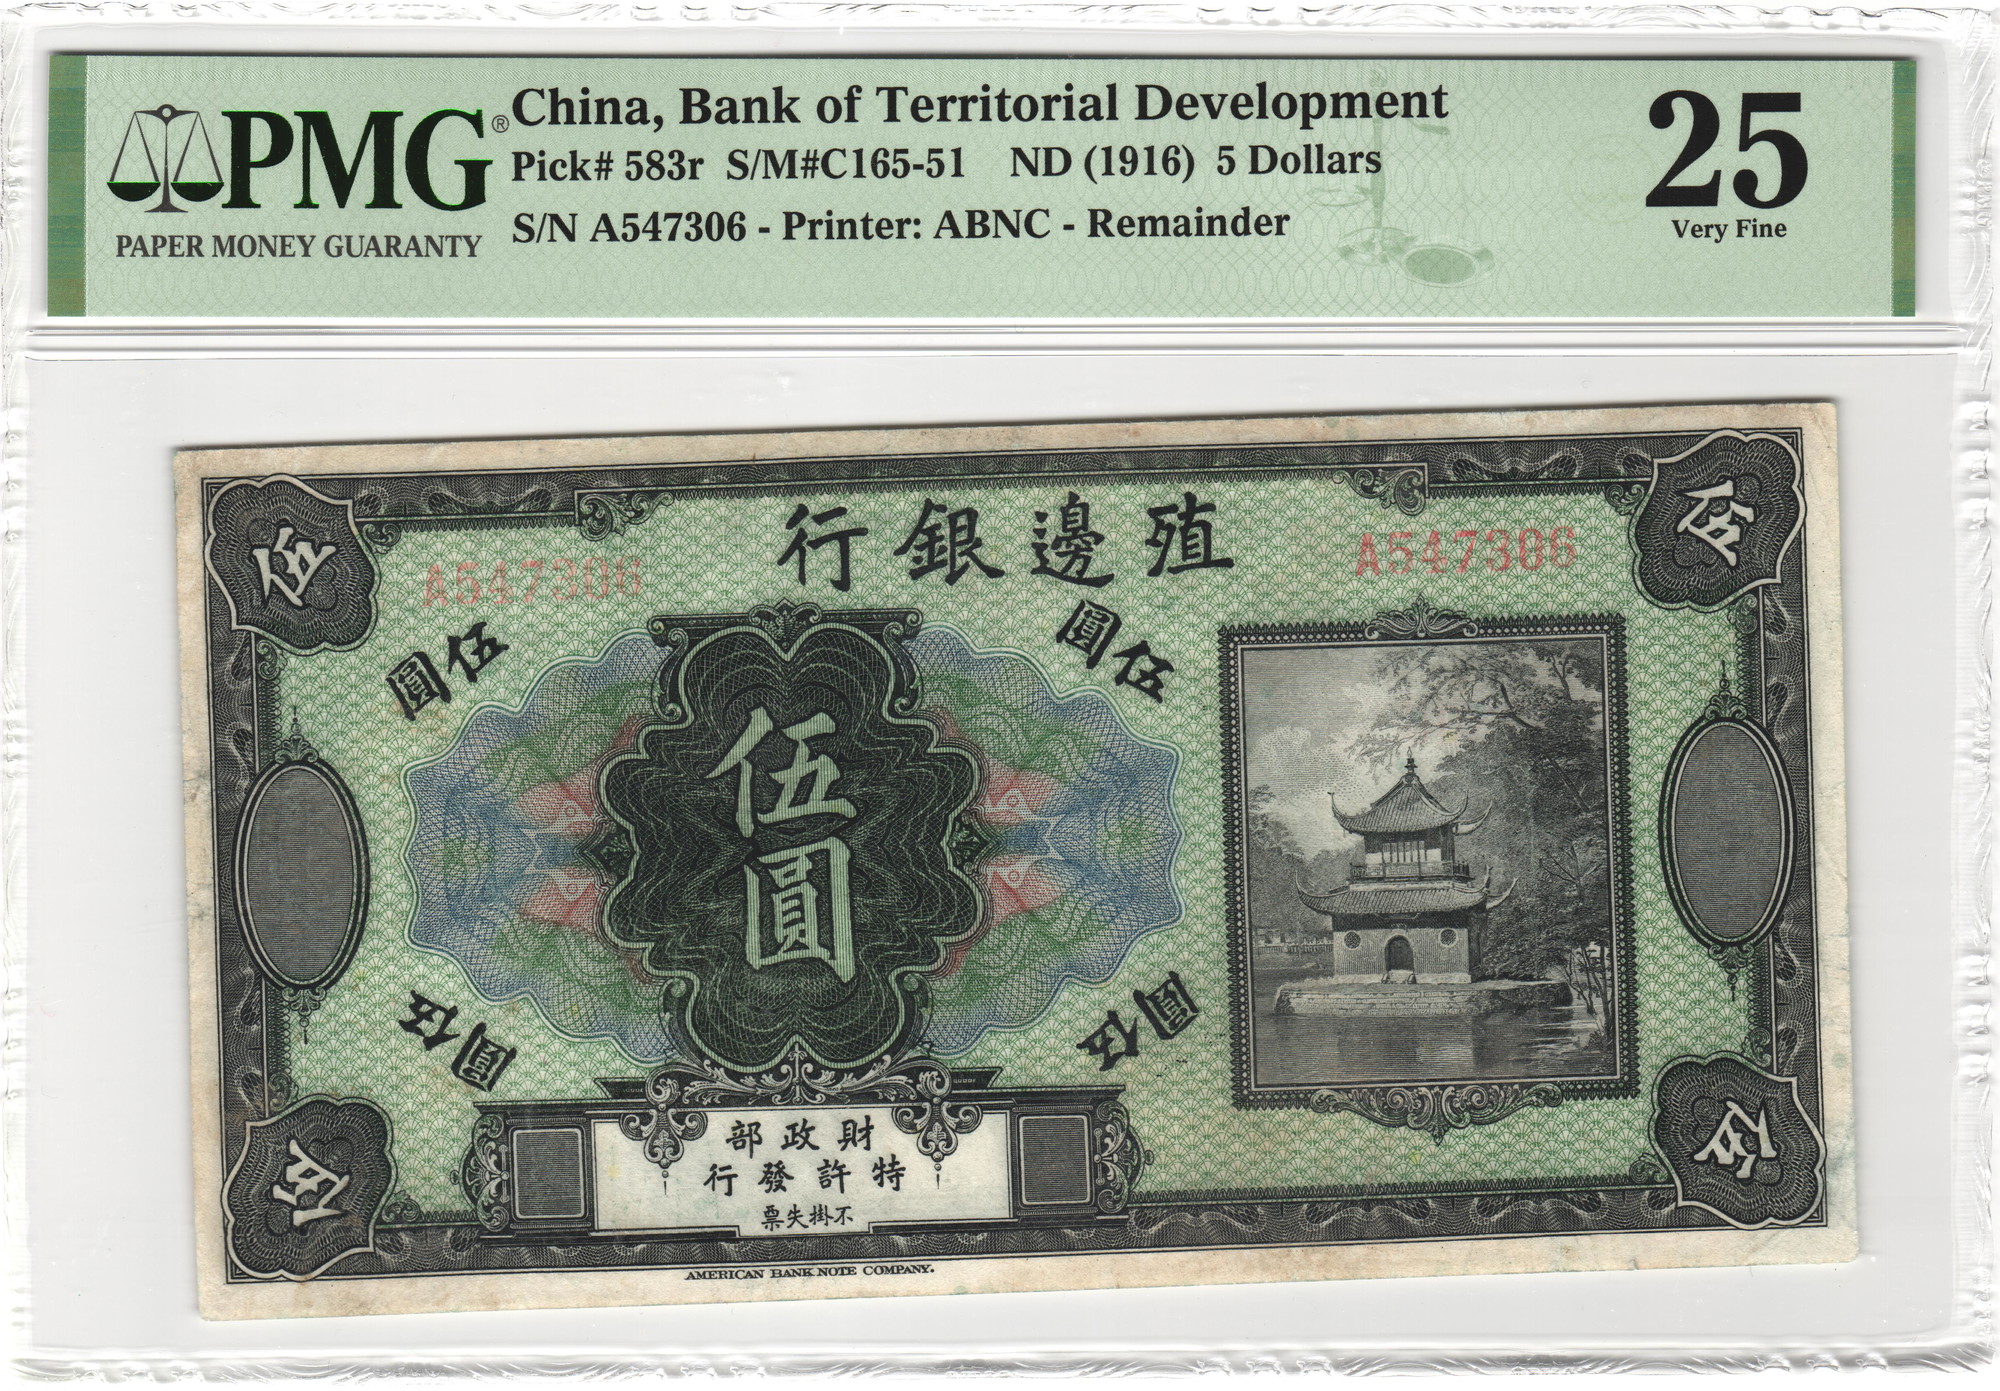 China, Bank of Territorial Development
Pick# 583r S/M#C165-51 ND (1916) 5 Dollars
S/N A547306 - Printer: ABNC - Remainder
PMG®
PAPER MONEY GUARANTY
25
Very Fine
行銀邊殖
A547306
A547306
伍
伍
圓伍
伍圓
伍圓
伍圓
伍圓
伍
伍
部政財
行發許特
票失掛不
AMERICAN BANK NOTE COMPANY.